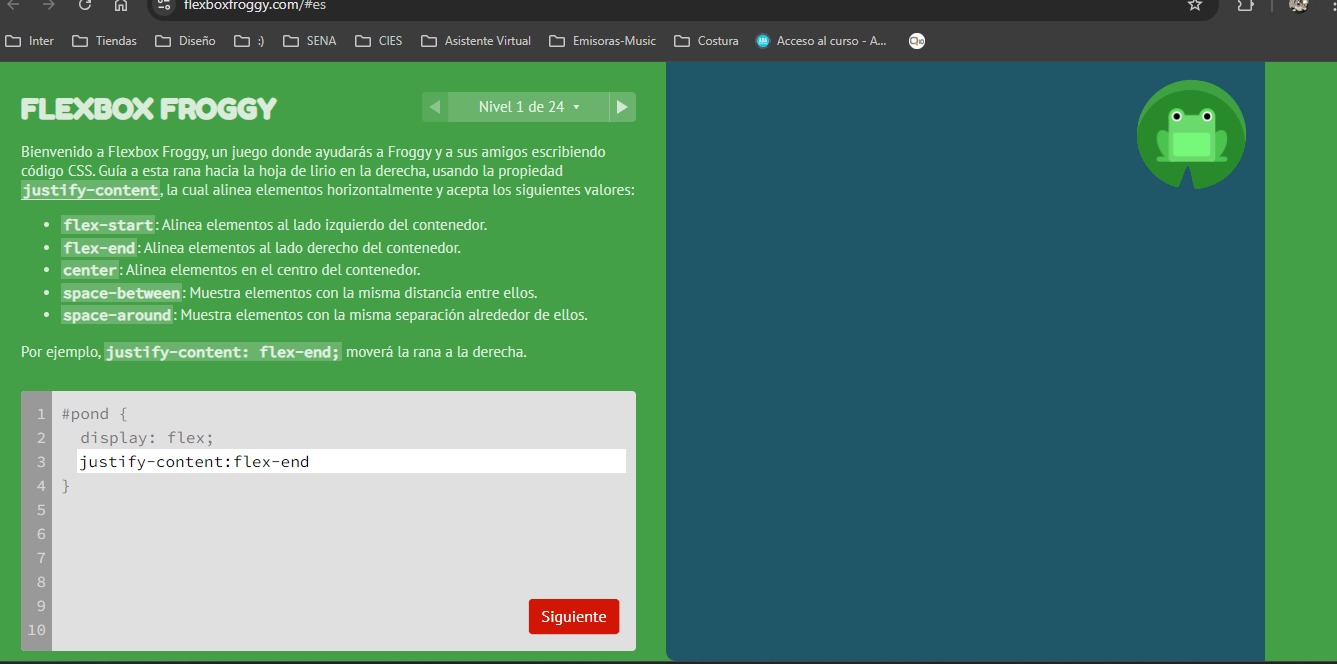 flexboxfroggy.com/#es
Inter Tiendas Diseño :) SENA CIES Asistente Virtual Emisoras-Music Costura Acceso al curso - A...
FLEXBOX FROGGY
Nivel 1 de 24
Bienvenido a Flexbox Froggy, un juego donde ayudarás a Froggy y a sus amigos escribiendo
código CSS. Guía a esta rana hacia la hoja de lirio en la derecha, usando la propiedad
justify-content, la cual alinea elementos horizontalmente y acepta los siguientes valores:
• flex-start: Alinea elementos al lado izquierdo del contenedor.
• flex-end: Alinea elementos al lado derecho del contenedor.
• center: Alinea elementos en el centro del contenedor.
• space-between: Muestra elementos con la misma distancia entre ellos.
• space-around: Muestra elementos con la misma separación alrededor de ellos.
Por ejemplo, justify-content: flex-end; moverá la rana a la derecha.
1 #pond {
2 display: flex;
3 justify-content:flex-end
4 }
5
6
7
8
9
10
Siguiente